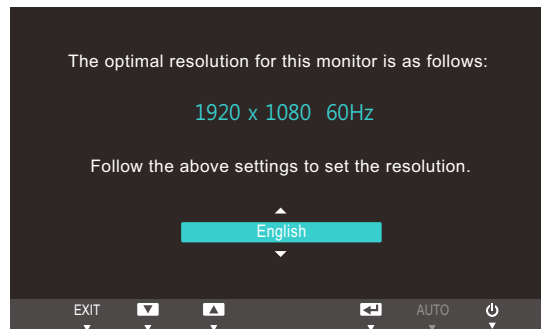 The optimal resolution for this monitor is as follows:
1920 x 1080 60Hz
Follow the above settings to set the resolution.
English
EXIT AUTO